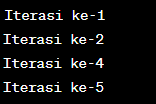 Iterasi ke-1
Iterasi ke-2
Iterasi ke-4
Iterasi ke-5